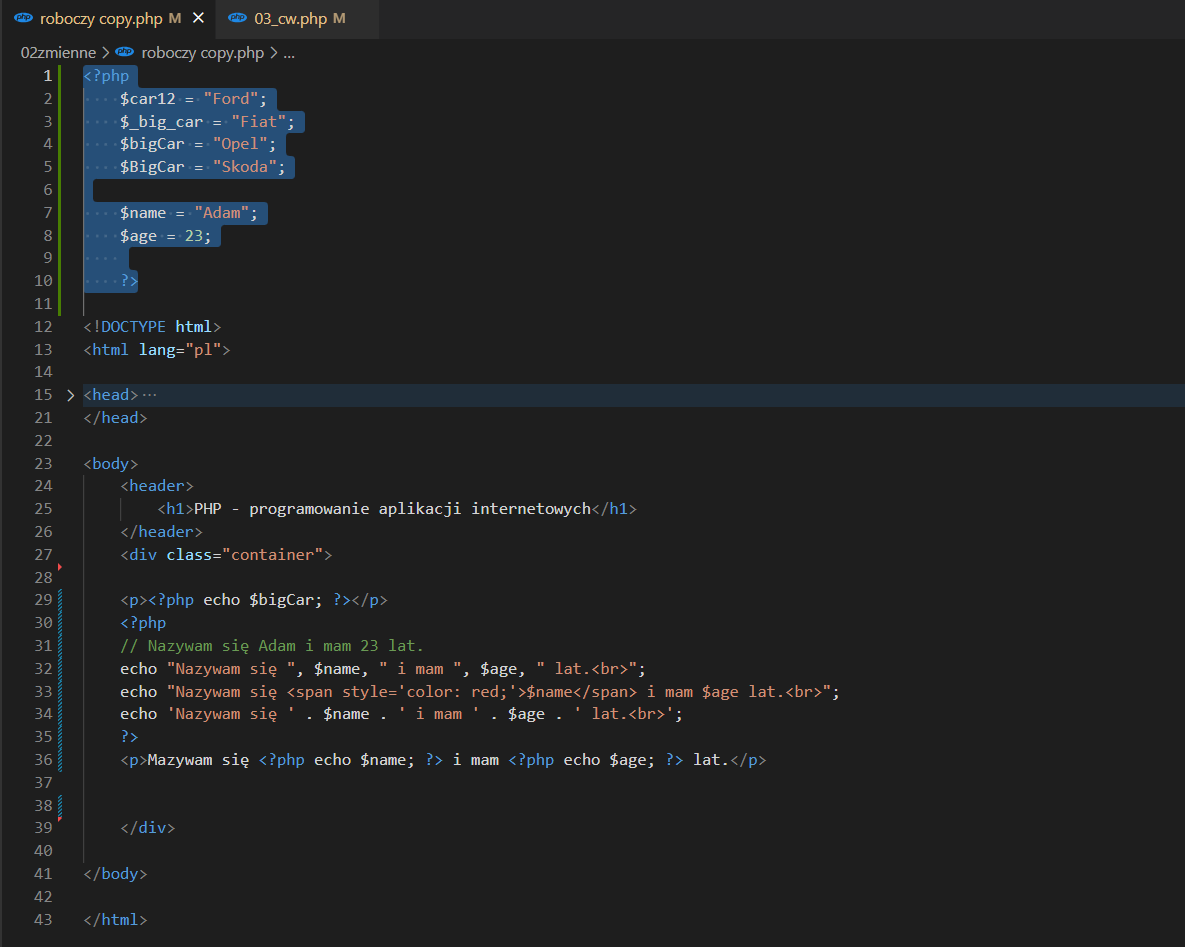 php roboczy copy.php M × php 03_cw.php M
02zmienne > php roboczy copy.php > ...
1 <?php
2 ····$car12·=·"Ford";
3 ····$_big_car·=·"Fiat";
4 ····$bigCar·=·"Opel";
5 ····$BigCar·=·"Skoda";
6
7 ····$name·=·"Adam";
8 ····$age·=·23;
9 ····
10 ····?>
11
12 <!DOCTYPE html>
13 <html lang="pl">
14
15 > <head>···
21 </head>
22
23 <body>
24     <header>
25         <h1>PHP - programowanie aplikacji internetowych</h1>
26     </header>
27     <div class="container">
28
29     <p><?php echo $bigCar; ?></p>
30     <?php
31     // Nazywam się Adam i mam 23 lat.
32     echo "Nazywam się ", $name, " i mam ", $age, " lat.<br>";
33     echo "Nazywam się <span style='color: red;'>$name</span> i mam $age lat.<br>";
34     echo 'Nazywam się ' . $name . ' i mam ' . $age . ' lat.<br>';
35     ?>
36     <p>Mazywam się <?php echo $name; ?> i mam <?php echo $age; ?> lat.</p>
37
38
39     </div>
40
41 </body>
42
43 </html>